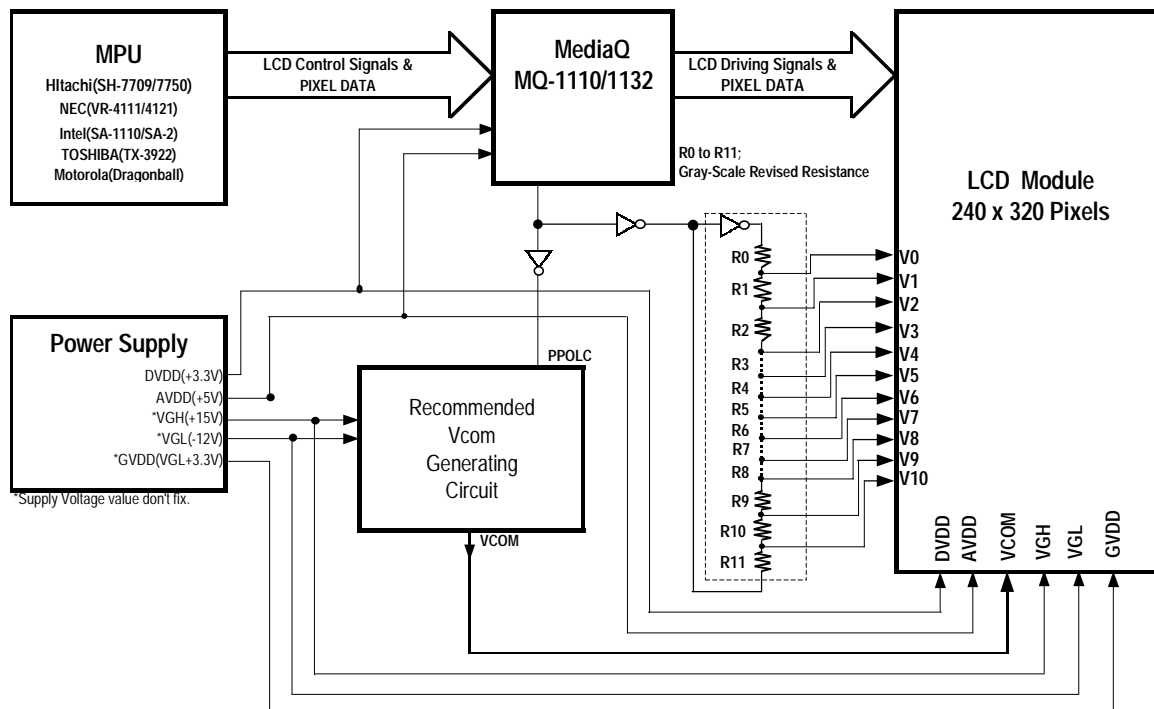 MPU
HItachi(SH-7709/7750)
NEC(VR-4111/4121)
Intel(SA-1110/SA-2)
TOSHIBA(TX-3922)
Motorola(Dragonball)
LCD Control Signals &
PIXEL DATA
MediaQ
MQ-1110/1132
LCD Driving Signals &
PIXEL DATA
R0 to R11;
Gray-Scale Revised Resistance
LCD Module
240 x 320 Pixels
R0
R1
R2
R3
R4
R5
R6
R7
R8
R9
R10
R11
V0
V1
V2
V3
V4
V5
V6
V7
V8
V9
V10
Power Supply
DVDD(+3.3V)
AVDD(+5V)
*VGH(+15V)
*VGL(-12V)
*GVDD(VGL+3.3V)
*Supply Voltage value don't fix.
PPOLC
Recommended
Vcom
Generating
Circuit
VCOM
DVDD
AVDD
VCOM
VGH
VGL
GVDD